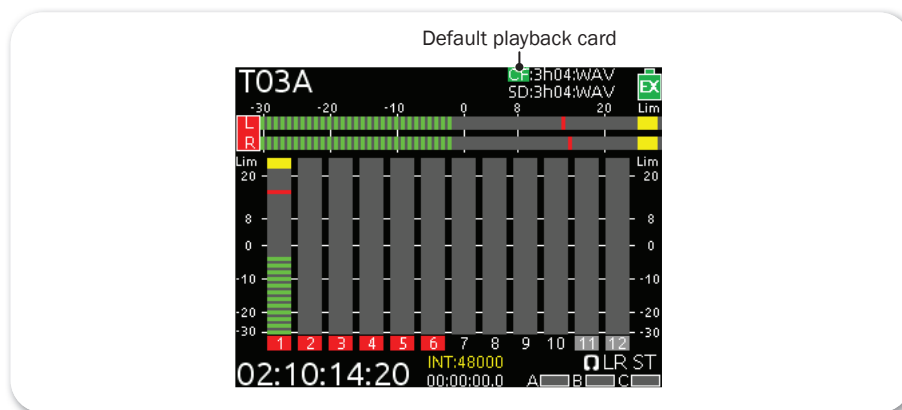 Default playback card
T03A
CF:3h04:WAV
SD:3h04:WAV
EX
-30 -20 -10 0 8 20 Lim
L
R
Lim Lim
20 20
8 8
0 0
-10 -10
-20 -20
-30 -30
1 2 3 4 5 6 7 8 9 10 11 12
02:10:14:20
INT:48000
00:00:00.0
LR ST
A B C